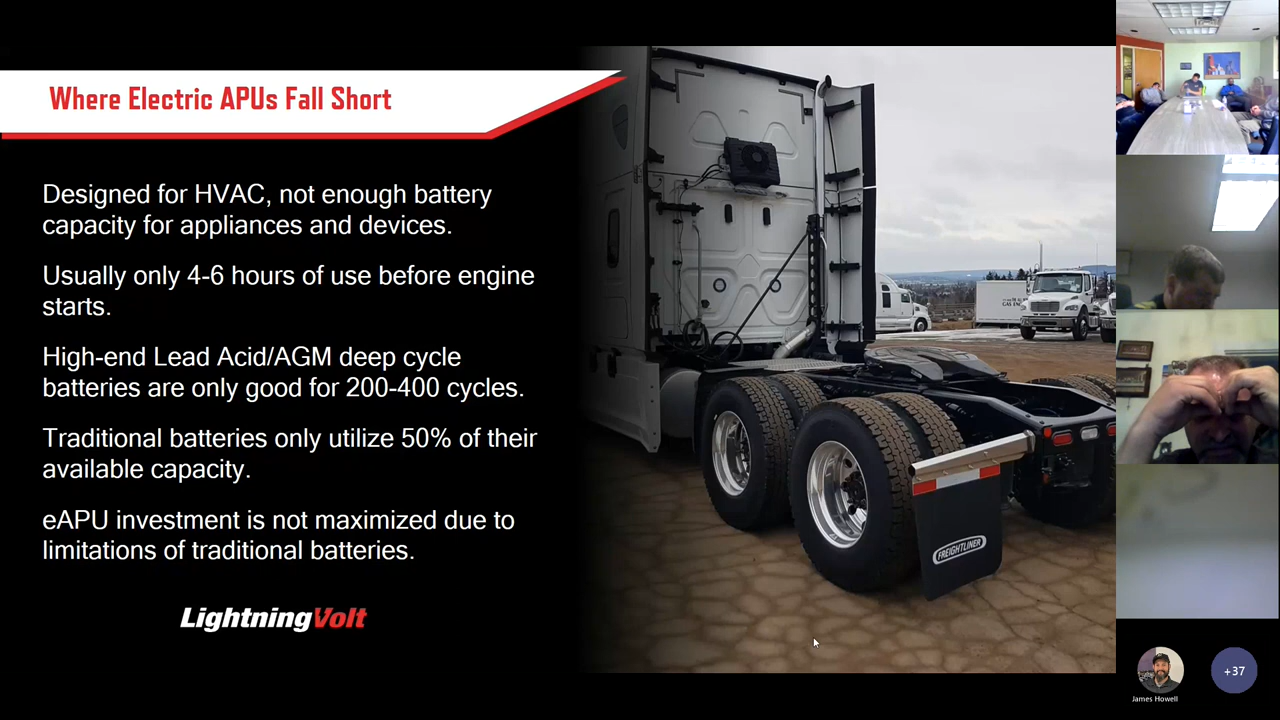 Where Electric APUs Fall Short
Designed for HVAC, not enough battery
capacity for appliances and devices.
Usually only 4-6 hours of use before engine
starts.
High-end Lead Acid/AGM deep cycle
batteries are only good for 200-400 cycles.
Traditional batteries only utilize 50% of their
available capacity.
eAPU investment is not maximized due to
limitations of traditional batteries.
LightningVolt
FREIGHTLINER
James Howell
+37